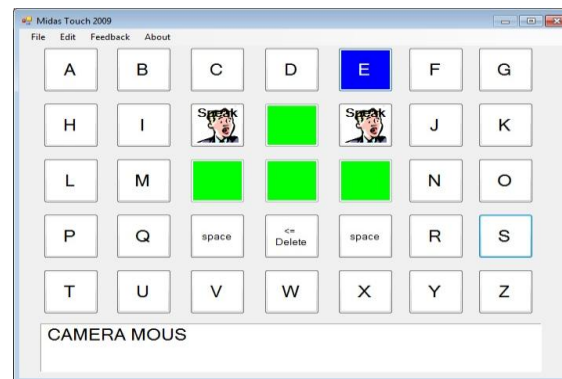 Midas Touch 2009
File Edit Feedback About
A B C D E F G
H I Speak Speak J K
L M N O
P Q space <= Delete space R S
T U V W X Y Z
CAMERA MOUS